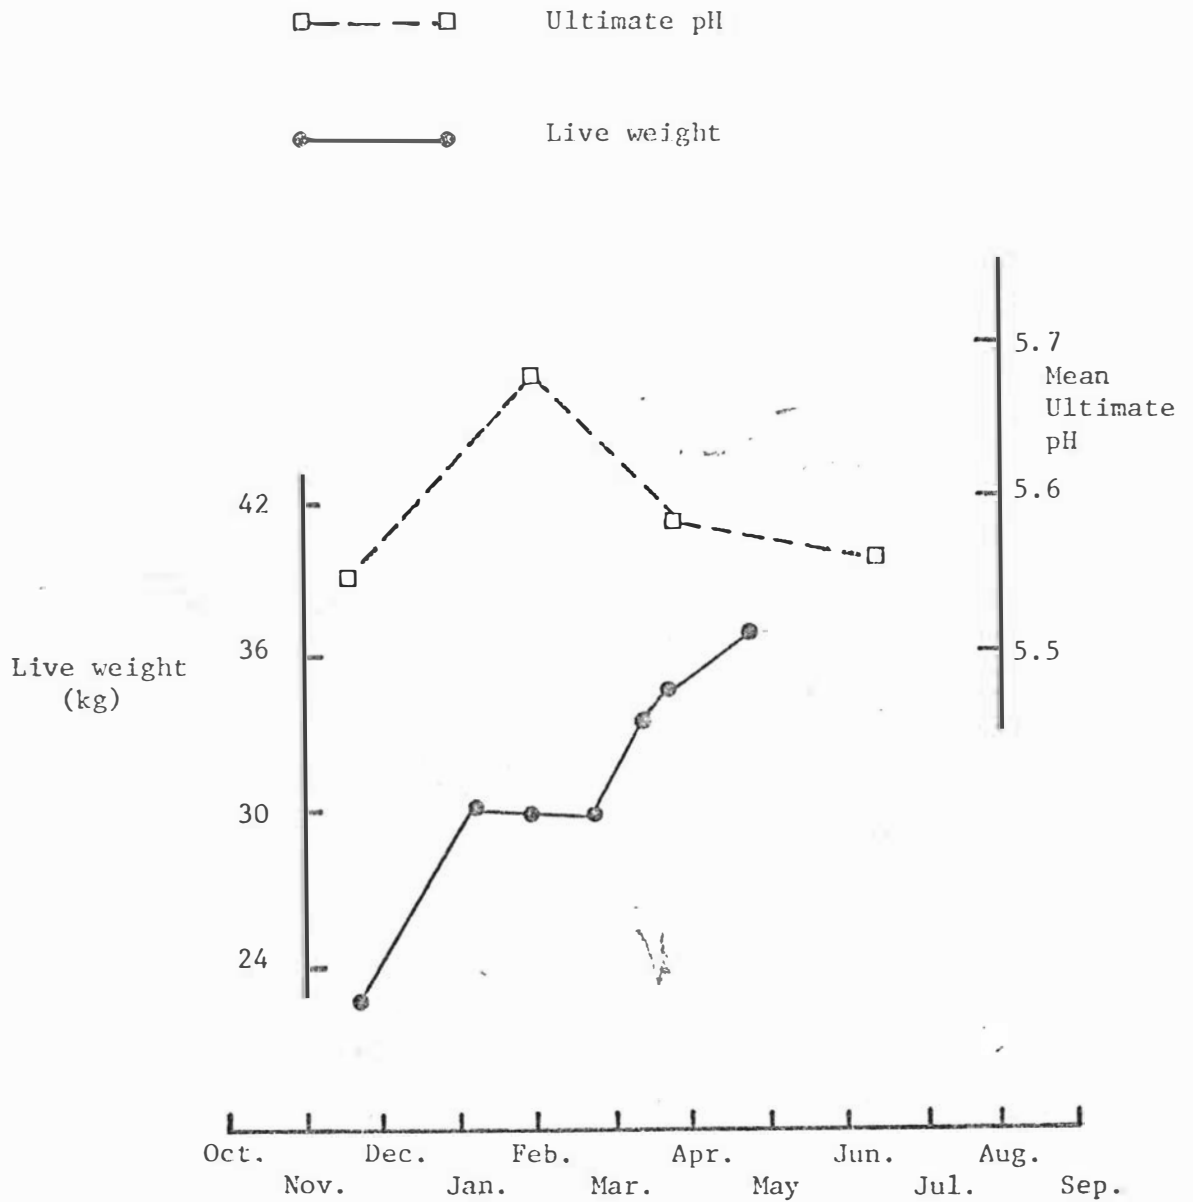 Ultimate pH
Live weight
5.7
Mean
Ultimate
pH
42
5.6
36
5.5
Live weight
(kg)
30
24
Oct. Dec. Feb. Apr. Jun. Aug.
Nov. Jan. Mar. May Jul. Sep.